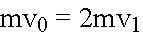 mv₀ = 2mv₁